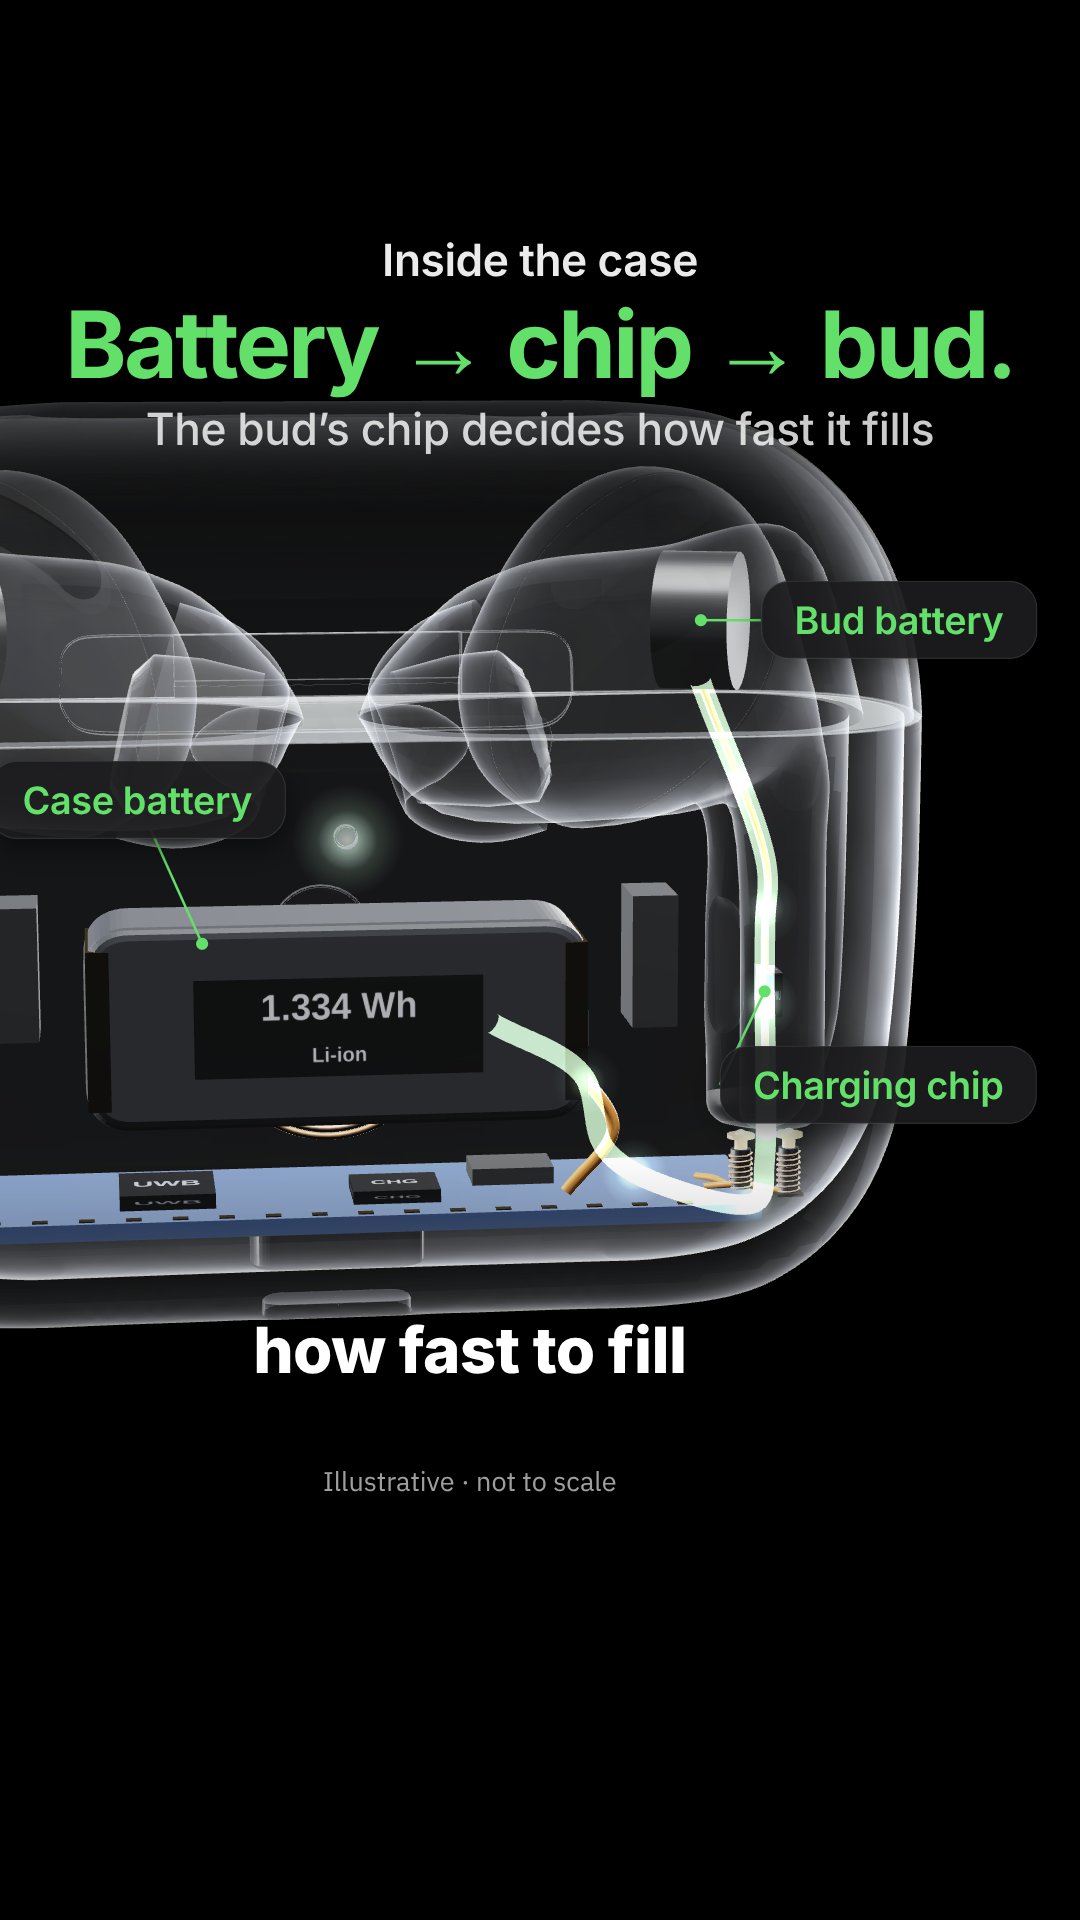 Inside the case
Battery → chip → bud.
The bud’s chip decides how fast it fills
Bud battery
Case battery
1.334 Wh
Li-ion
Charging chip
UWB
CHG
how fast to fill
Illustrative · not to scale